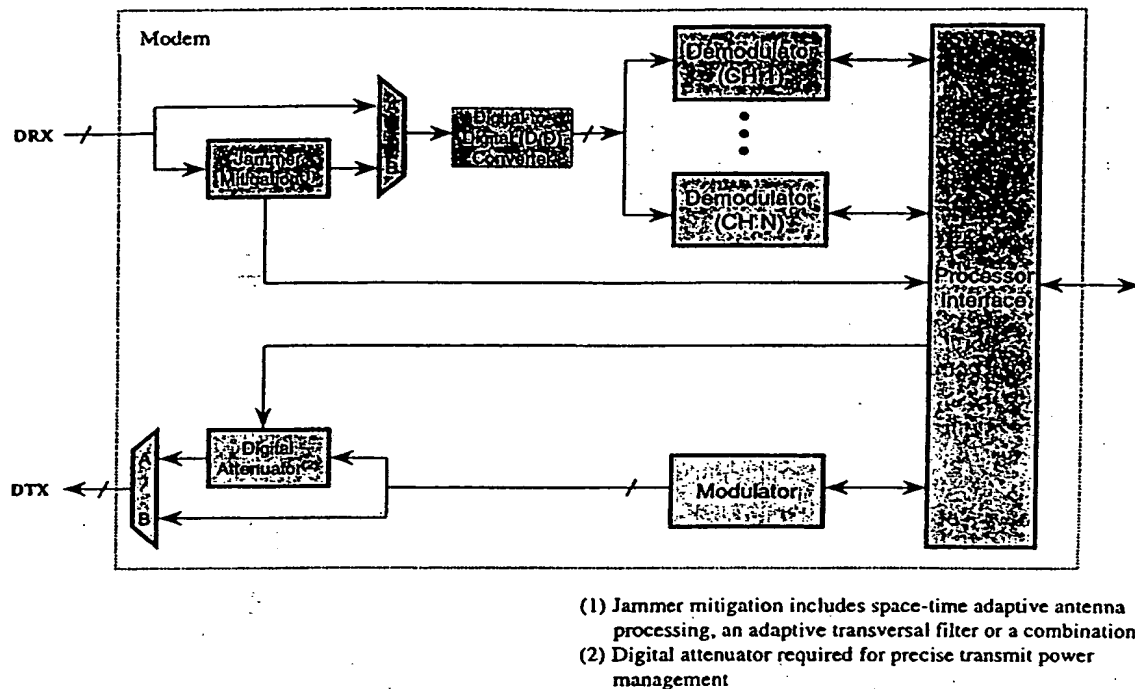 Modem
Demodulator
(CH 1)
DRX
A
B
Digital to
Digital (D/D)
Converter
Jammer
Mitigation(1)
Demodulator
(CH N)
Processor
Interface
DTX
A
B
Digital
Attenuator(2)
Modulator
(1) Jammer mitigation includes space-time adaptive antenna
processing, an adaptive transversal filter or a combination
(2) Digital attenuator required for precise transmit power
management